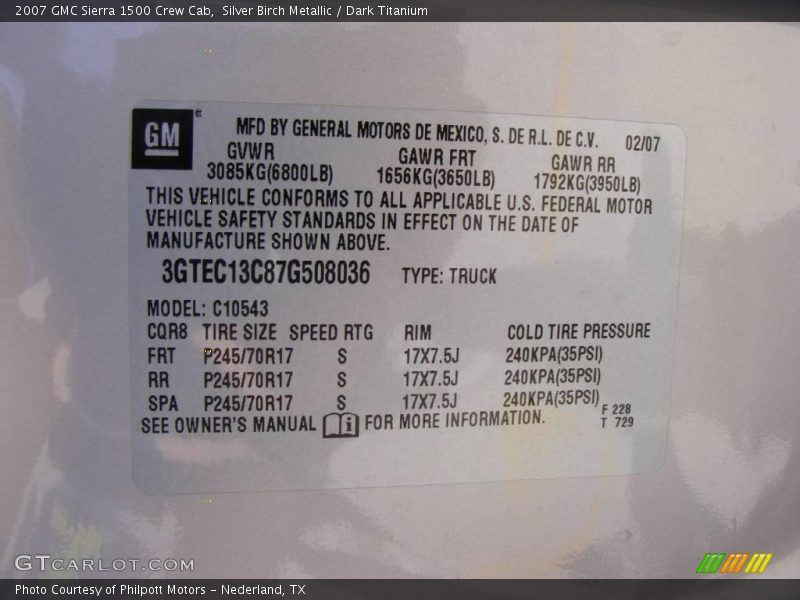 2007 GMC Sierra 1500 Crew Cab,  Silver Birch Metallic / Dark Titanium
GM®
MFD BY GENERAL MOTORS DE MEXICO, S. DE R.L. DE C.V. 02/07
GVWR GAWR FRT GAWR RR
3085KG(6800LB) 1656KG(3650LB) 1792KG(3950LB)
THIS VEHICLE CONFORMS TO ALL APPLICABLE U.S. FEDERAL MOTOR
VEHICLE SAFETY STANDARDS IN EFFECT ON THE DATE OF
MANUFACTURE SHOWN ABOVE.
3GTEC13C87G508036 TYPE: TRUCK
MODEL: C10543
CQR8 TIRE SIZE SPEED RTG RIM COLD TIRE PRESSURE
FRT P245/70R17 S 17X7.5J 240KPA(35PSI)
RR P245/70R17 S 17X7.5J 240KPA(35PSI)
SPA P245/70R17 S 17X7.5J 240KPA(35PSI)
SEE OWNER'S MANUAL i FOR MORE INFORMATION.
F 228
T 729
GTCARLOT.COM
Photo Courtesy of Philpott Motors - Nederland, TX